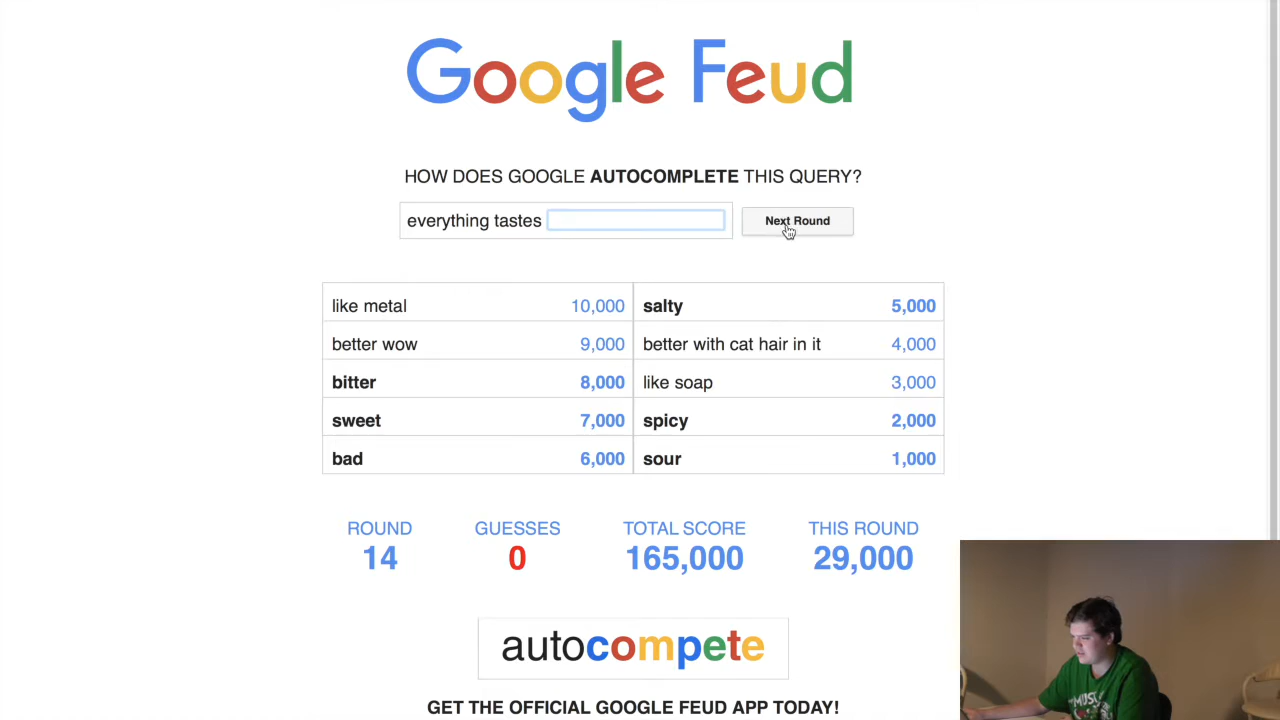 Google Feud
HOW DOES GOOGLE AUTOCOMPLETE THIS QUERY?
everything tastes
Next Round
like metal 10,000
better wow 9,000
bitter 8,000
sweet 7,000
bad 6,000
salty 5,000
better with cat hair in it 4,000
like soap 3,000
spicy 2,000
sour 1,000
ROUND
14
GUESSES
0
TOTAL SCORE
165,000
THIS ROUND
29,000
autocompete
GET THE OFFICIAL GOOGLE FEUD APP TODAY!